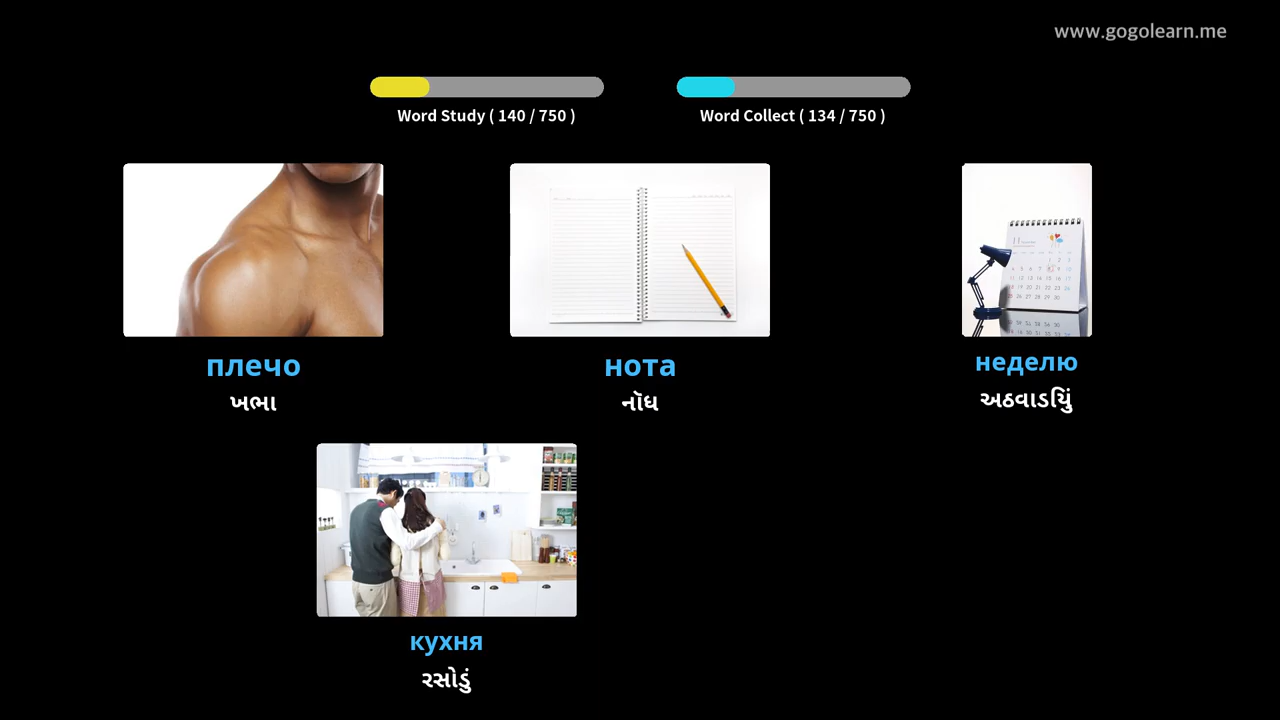 www.gogolearn.me
Word Study ( 140 / 750 )
Word Collect ( 134 / 750 )
плечо
ખભા
нота
નોંધ
неделю
અઠવાડિયું
кухня
રસોડું